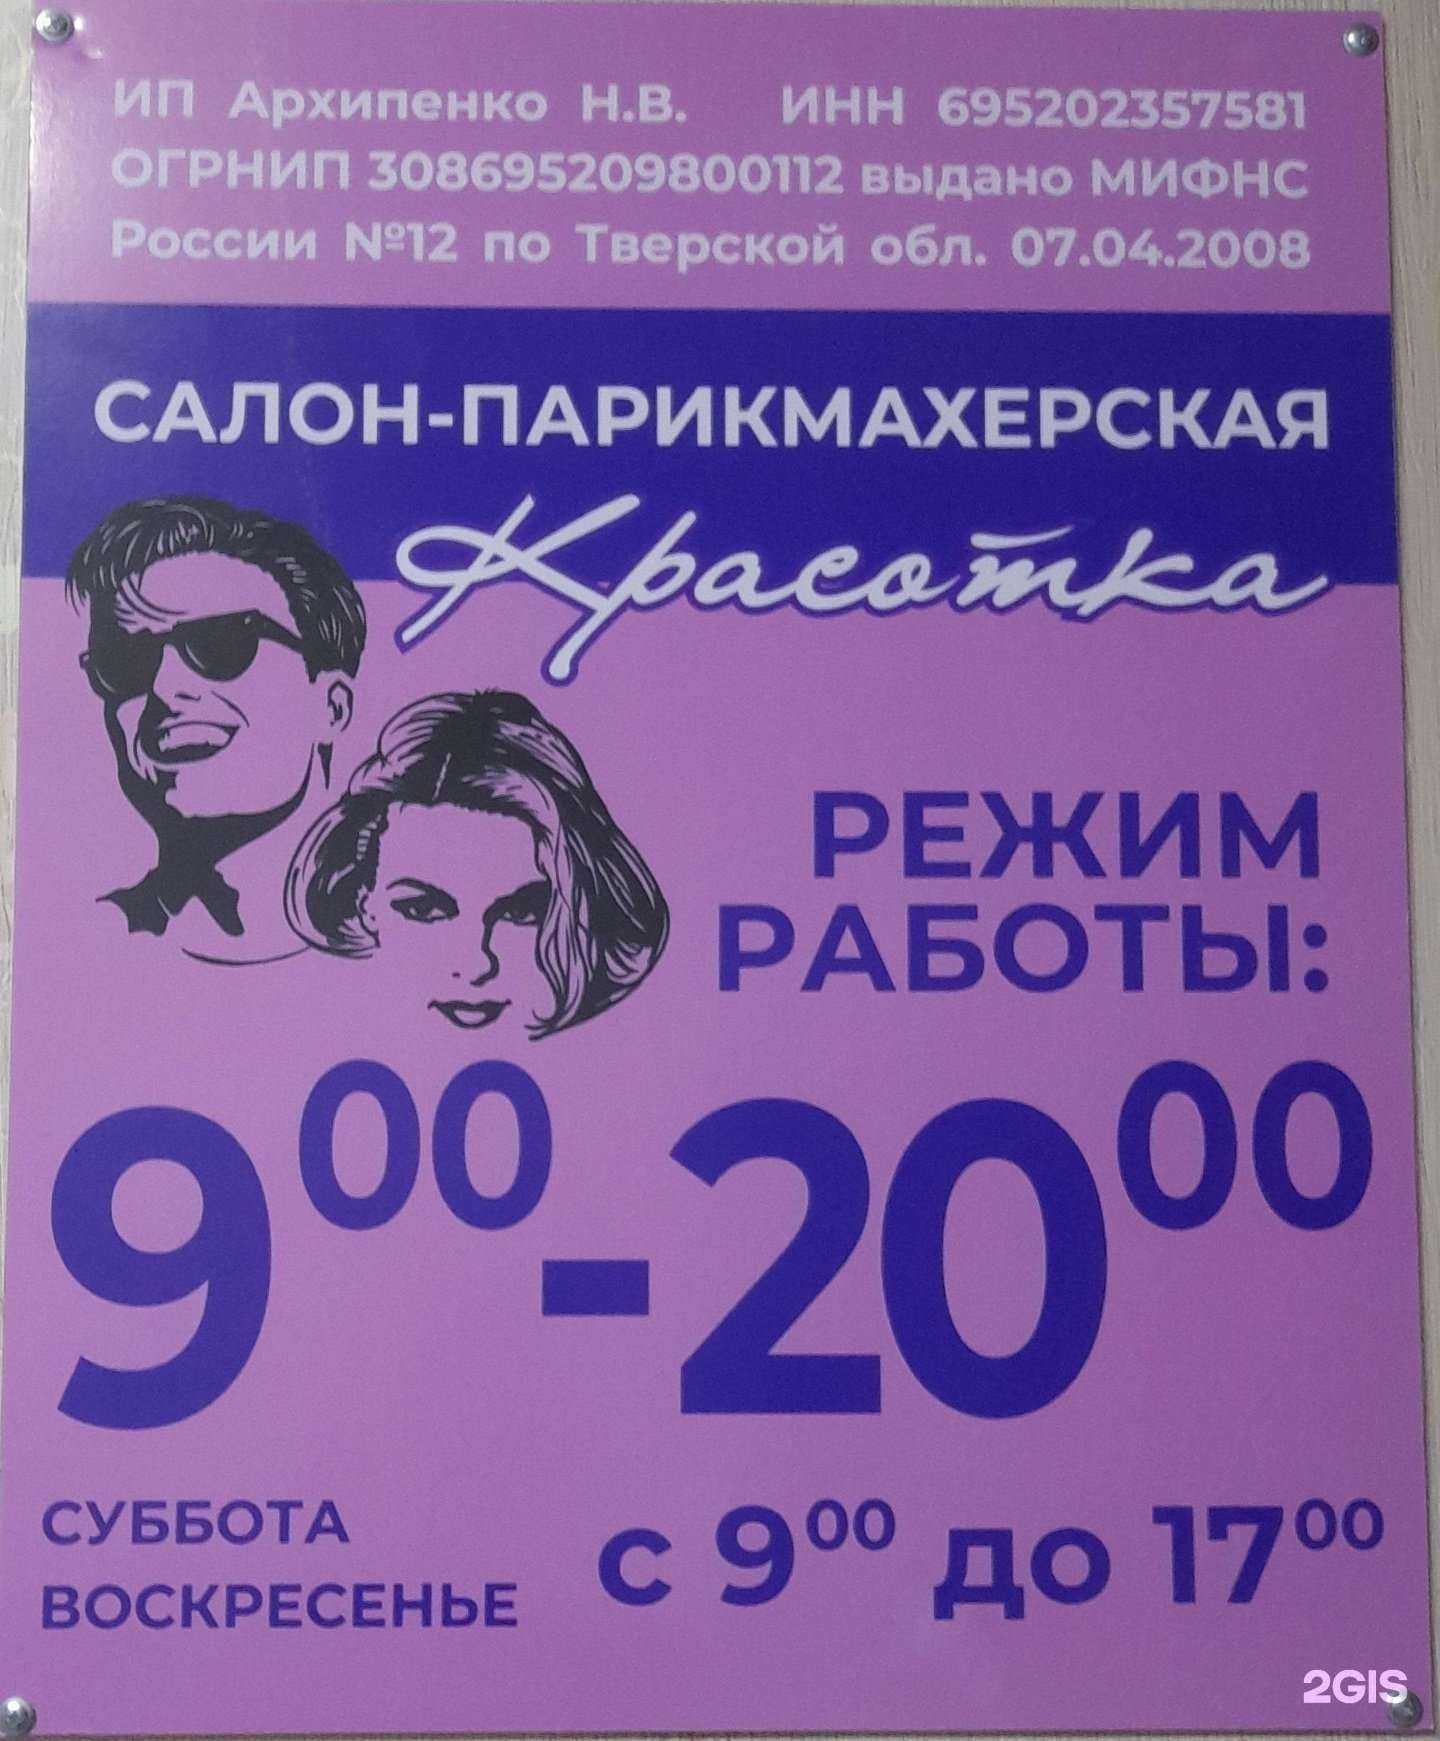 ИП Архипенко Н.В. ИНН 695202357581
ОГРНИП 308695209800112 выдано МИФНС
России №12 по Тверской обл. 07.04.2008
САЛОН-ПАРИКМАХЕРСКАЯ
Красотка
РЕЖИМ
РАБОТЫ:
9⁰⁰-20⁰⁰
СУББОТА
ВОСКРЕСЕНЬЕ
с 9⁰⁰ до 17⁰⁰
2GIS